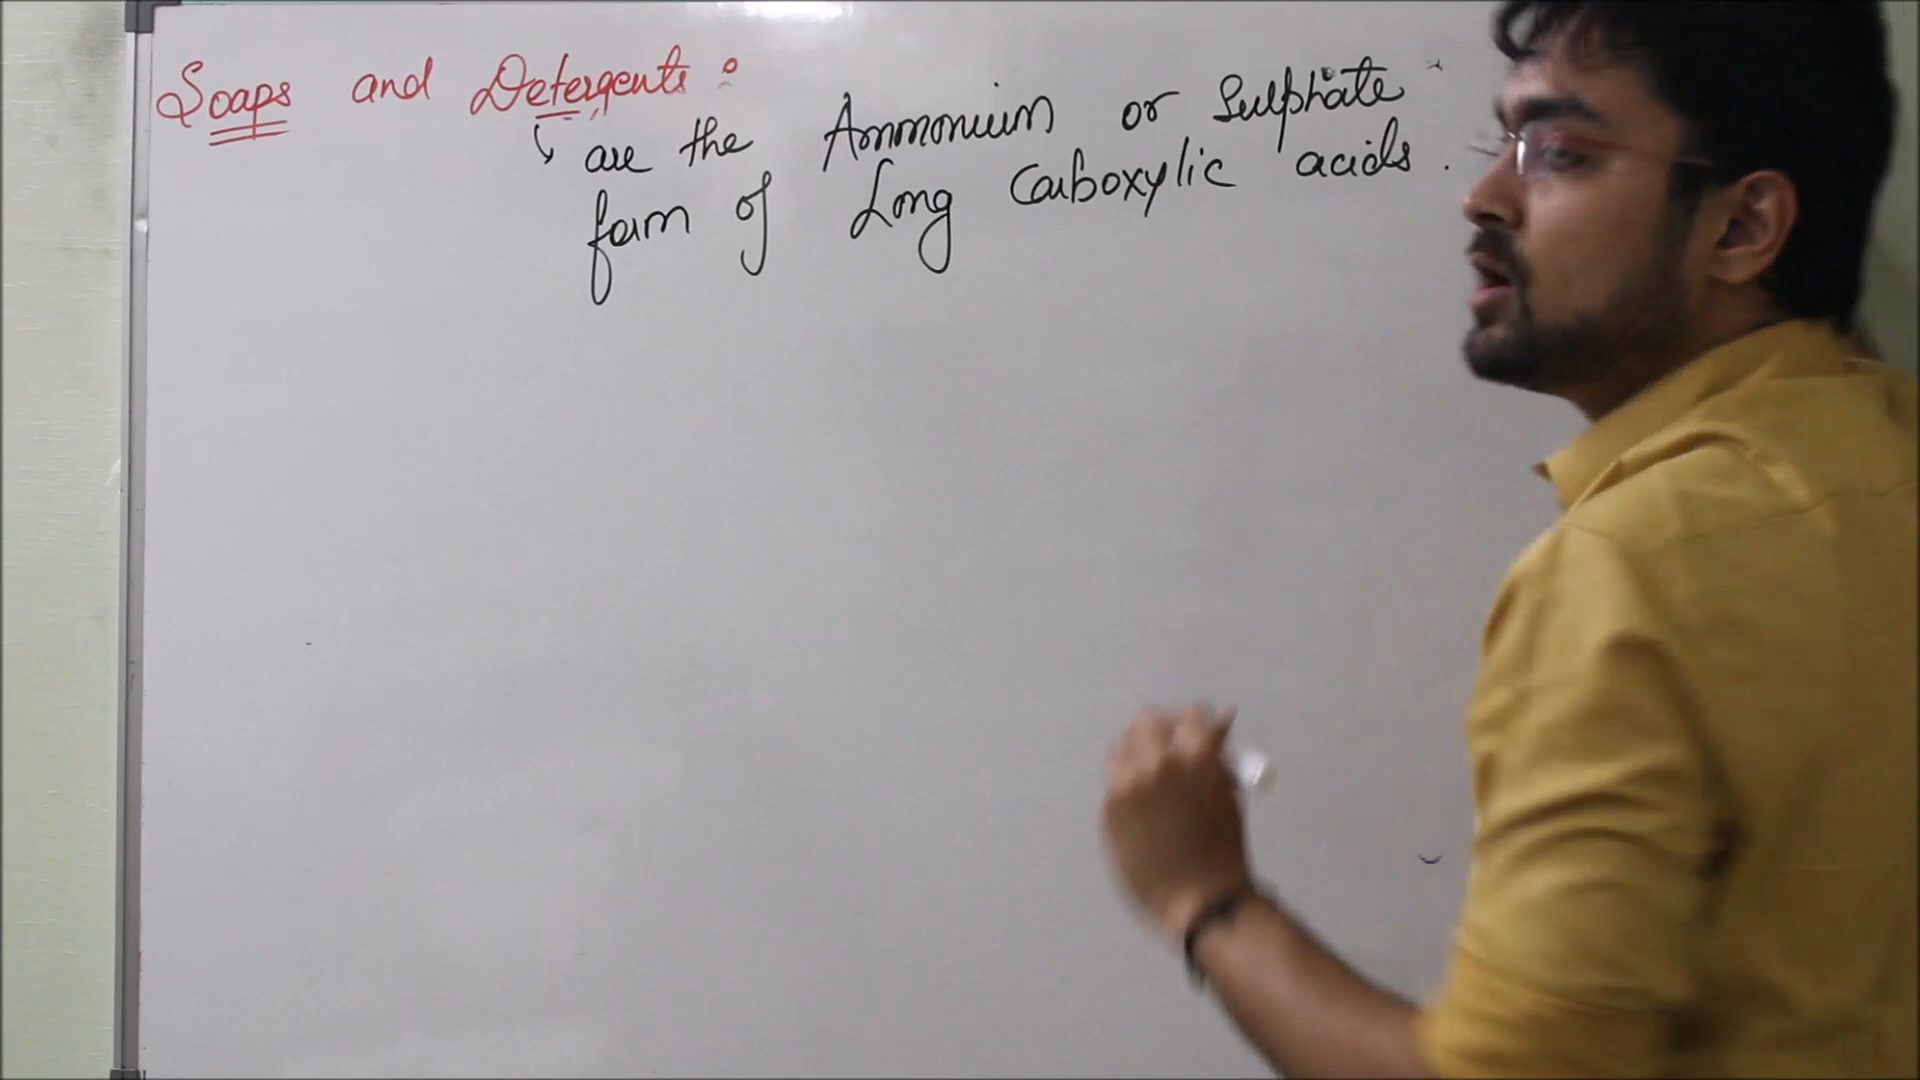 Soaps and Detergents :
are the Ammonium or Sulphate
form of Long Carboxylic acids.